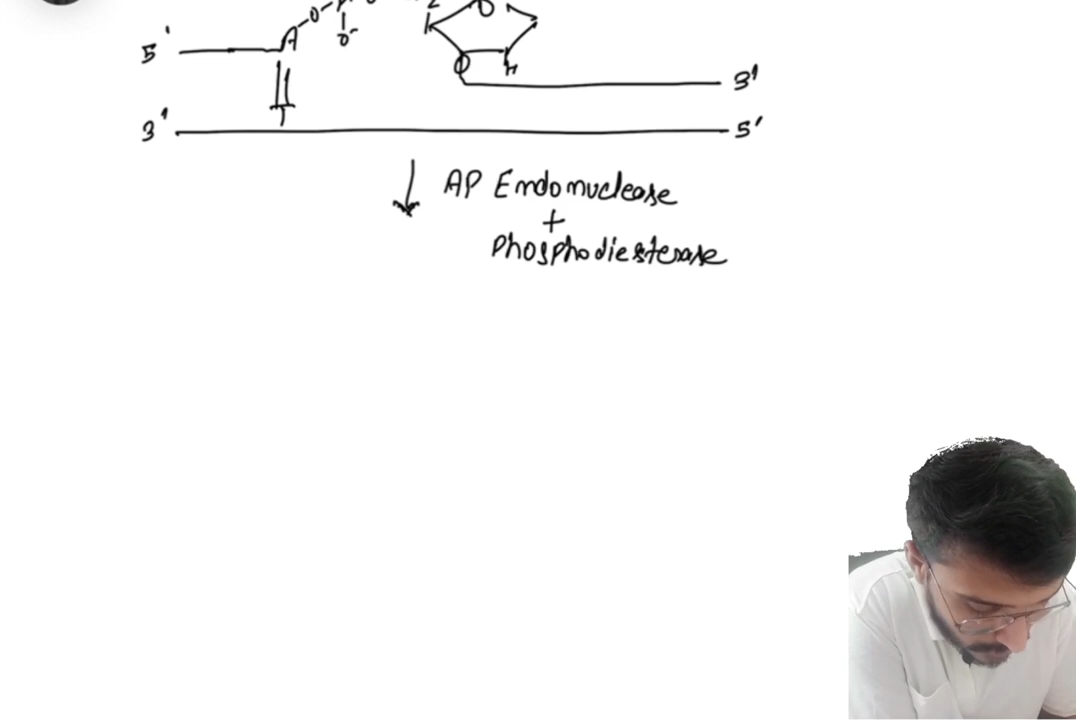 O
5' A-O-P
O-
H
3'
T
3' 5'
↓ AP Endonuclease
+
Phosphodiesterase